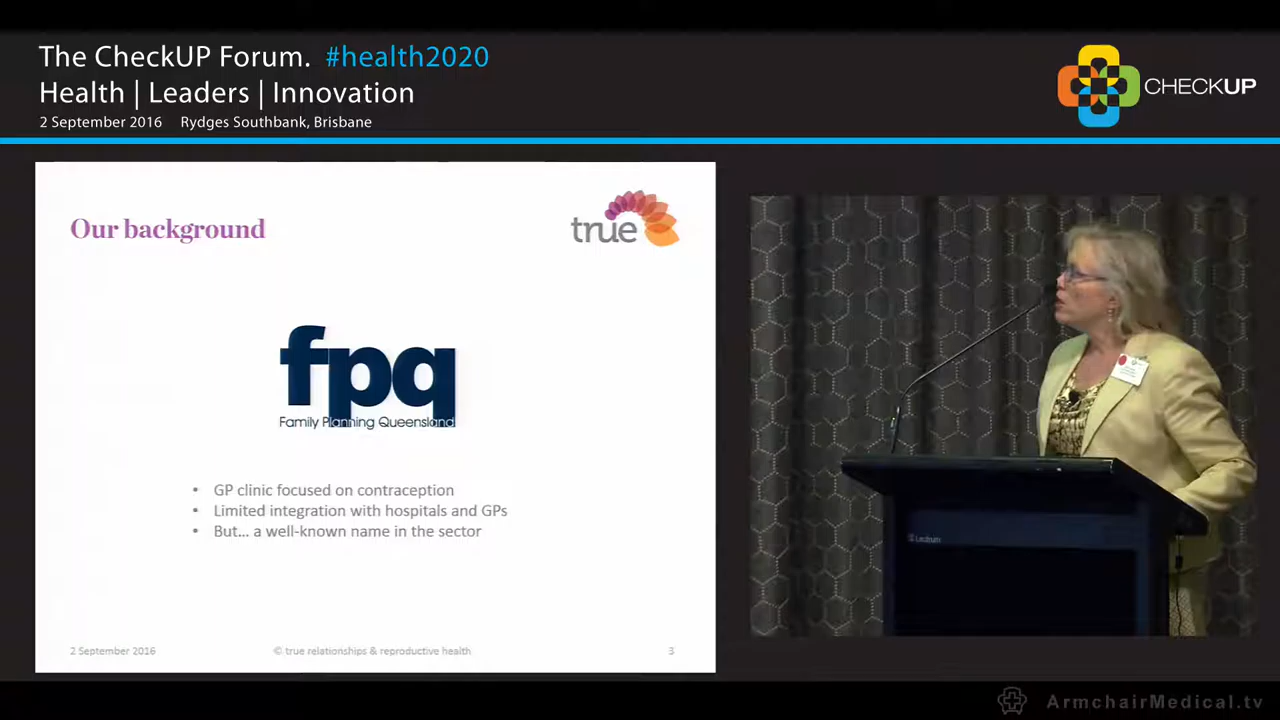 The CheckUP Forum. #health2020
Health | Leaders | Innovation
2 September 2016 Rydges Southbank, Brisbane
CHECKUP
Our background
true
fpq
Family Planning Queensland
• GP clinic focused on contraception
• Limited integration with hospitals and GPs
• But... a well-known name in the sector
2 September 2016
© true relationships & reproductive health
3
Lectrum
ArmchairMedical.tv